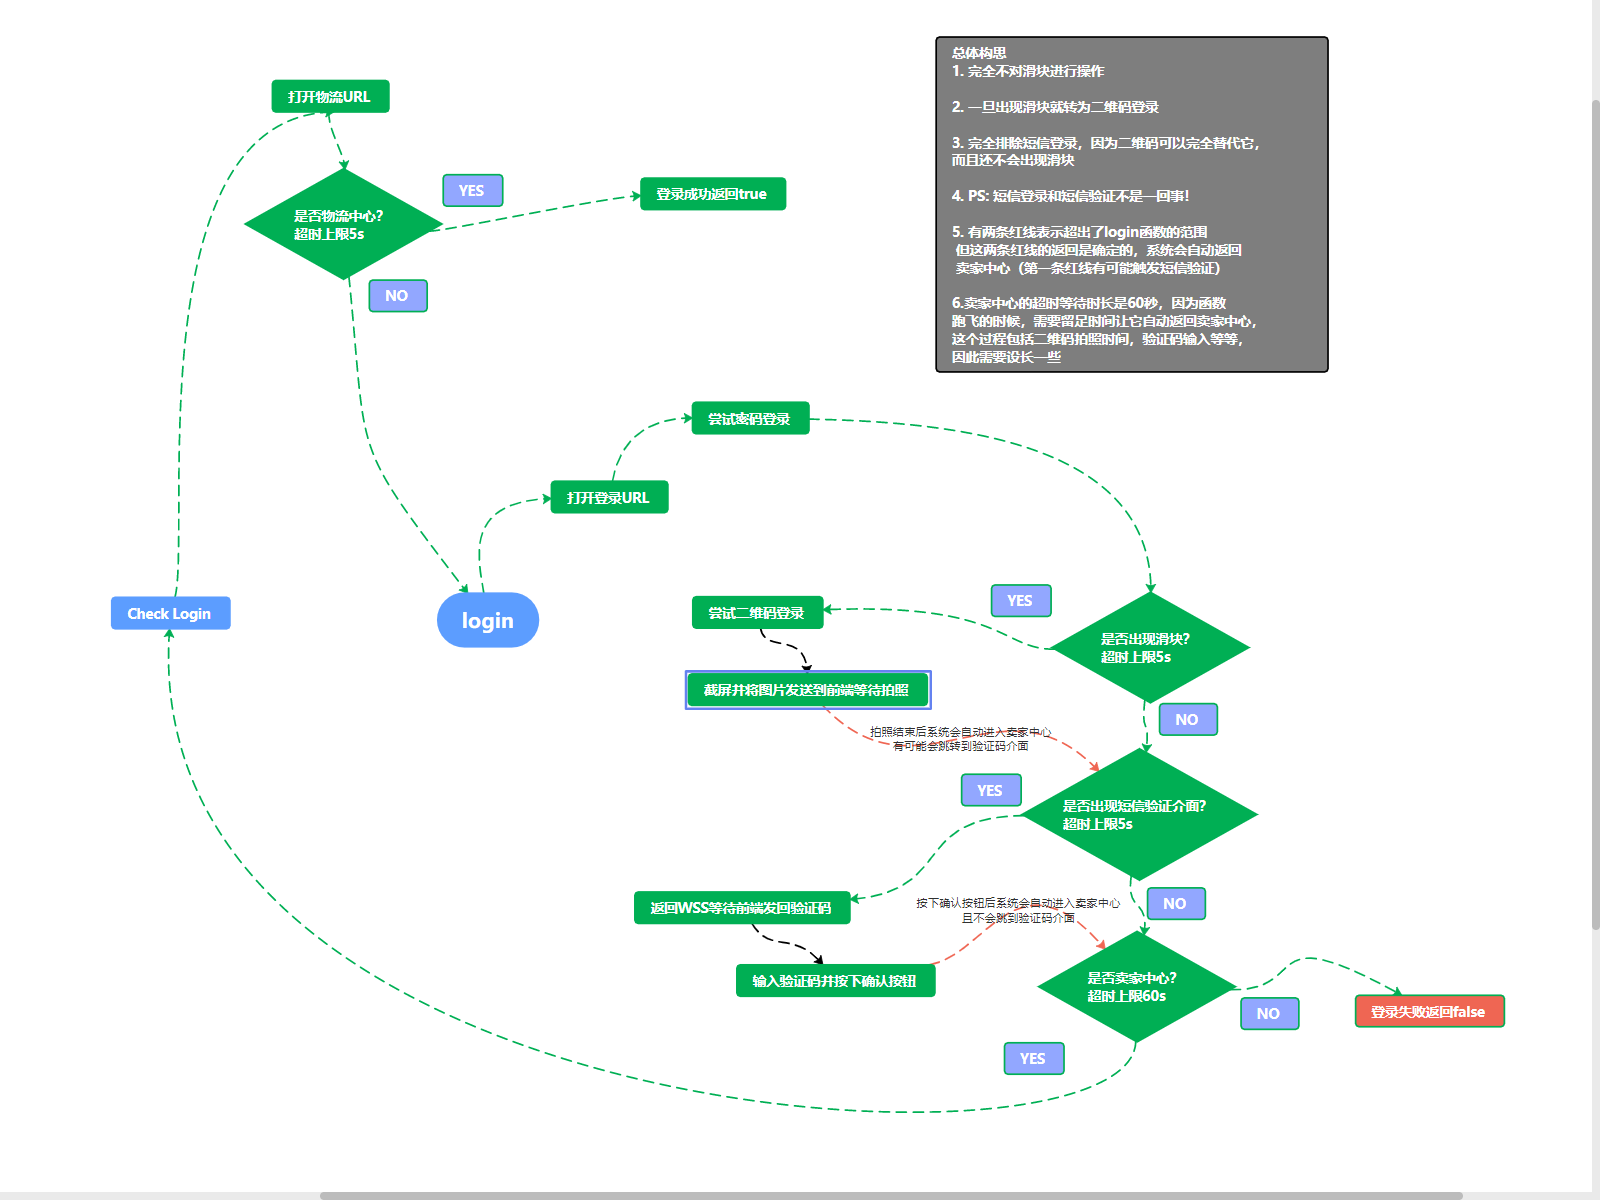 总体构思
1. 完全不对滑块进行操作
2. 一旦出现滑块就转为二维码登录
3. 完全排除短信登录，因为二维码可以完全替代它，
而且还不会出现滑块
4. PS: 短信登录和短信验证不是一回事！
5. 有两条红线表示超出了login函数的范围
但这两条红线的返回是确定的，系统会自动返回
卖家中心（第一条红线有可能触发短信验证）
6.卖家中心的超时等待时长是60秒，因为函数
跑飞的时候，需要留足时间让它自动返回卖家中心，
这个过程包括二维码拍照时间，验证码输入等等，
因此需要设长一些
打开物流URL
是否物流中心？
超时上限5s
YES
登录成功返回true
NO
尝试密码登录
打开登录URL
Check Login
login
尝试二维码登录
YES
是否出现滑块？
超时上限5s
截屏并将图片发送到前端等待拍照
NO
拍照结束后系统会自动进入卖家中心
有可能会跳转到验证码介面
YES
是否出现短信验证介面？
超时上限5s
返回WSS等待前端发回验证码
按下确认按钮后系统会自动进入卖家中心
且不会跳到验证码介面
NO
输入验证码并按下确认按钮
是否卖家中心？
超时上限60s
NO
登录失败返回false
YES